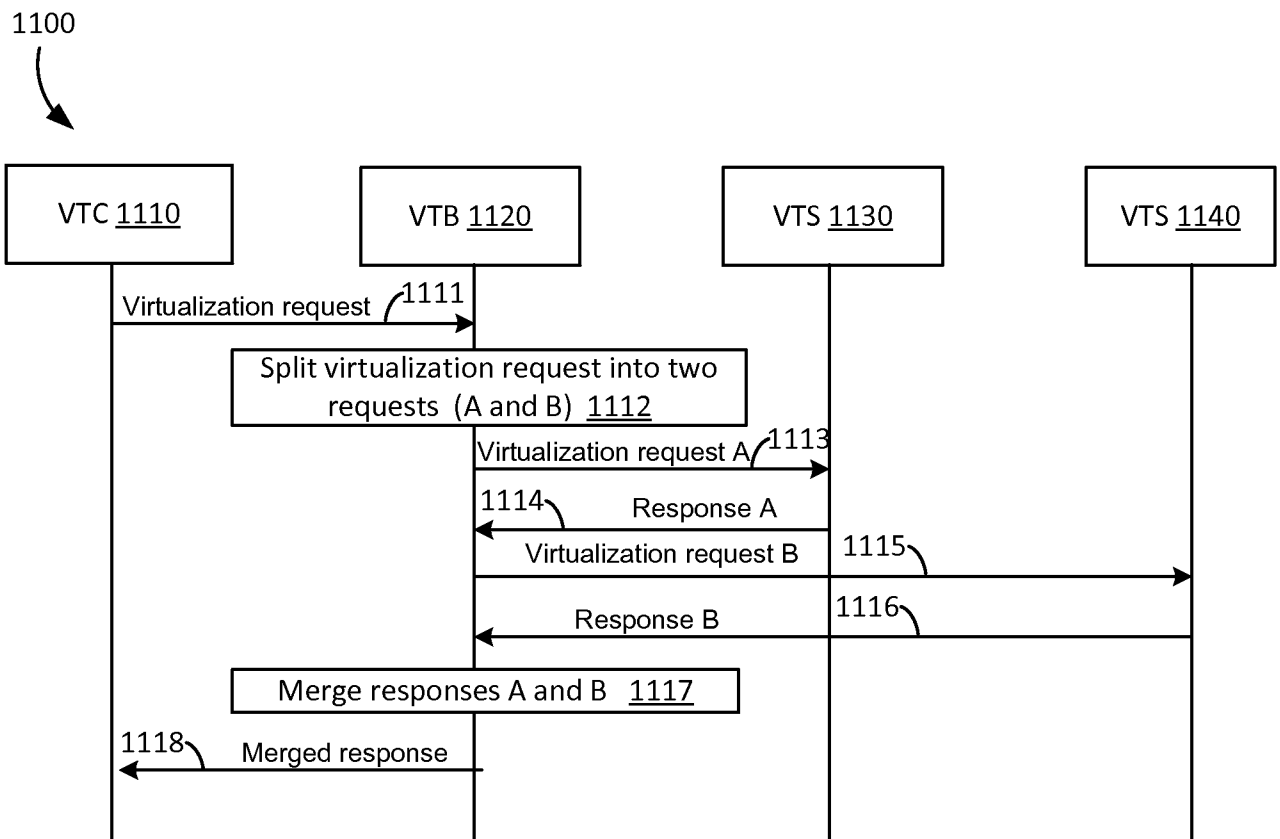 1100
VTC 1110
VTB 1120
VTS 1130
VTS 1140
Virtualization request
1111
Split virtualization request into two
requests (A and B) 1112
Virtualization request A
1113
1114
Response A
Virtualization request B
1115
Response B
1116
Merge responses A and B 1117
1118
Merged response